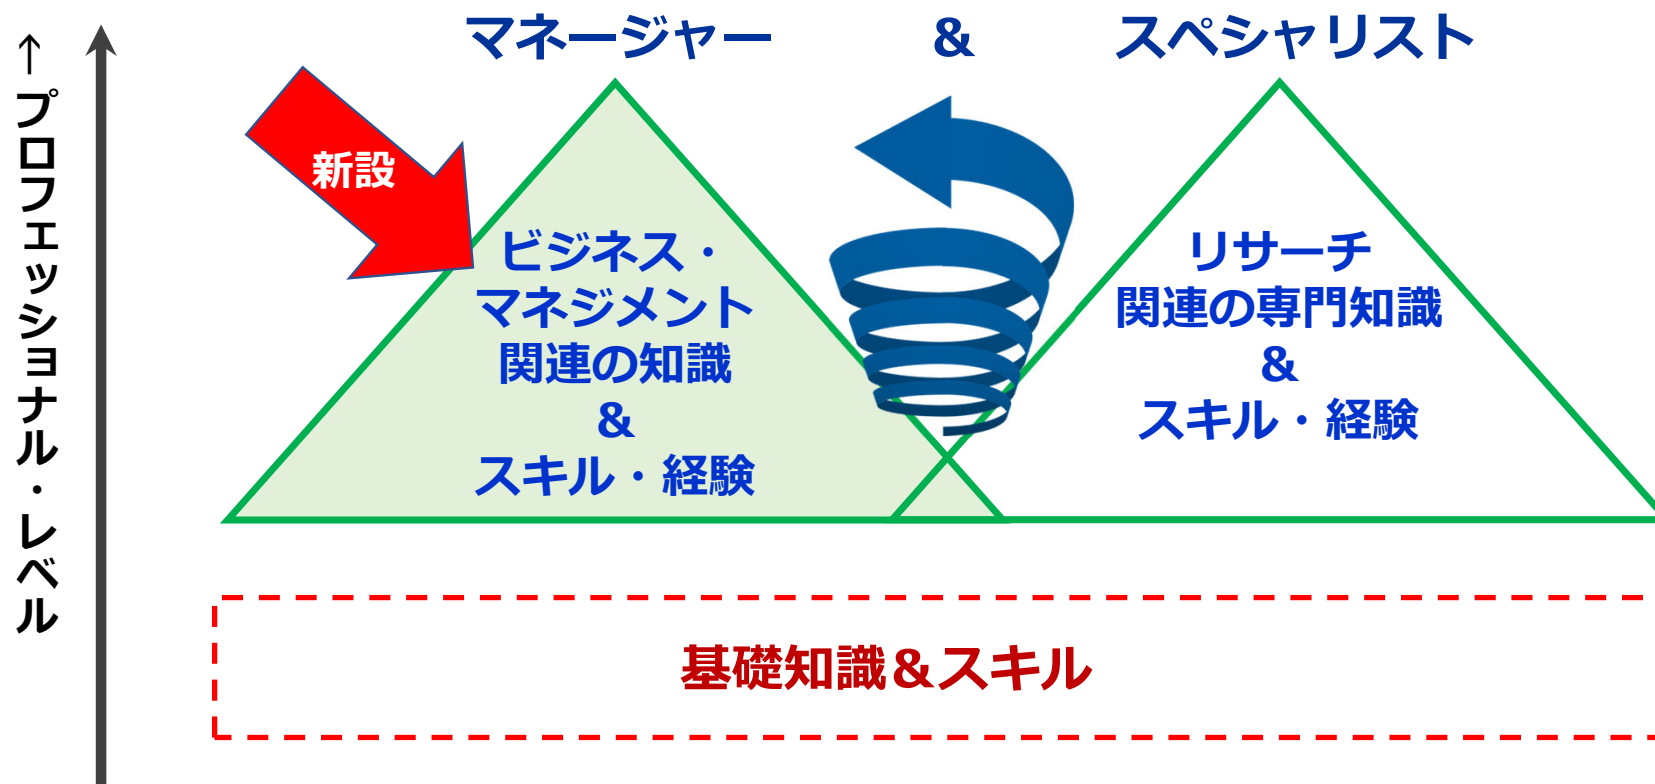 マネージャー & スペシャリスト
←プロフェッショナル・レベル
新設
ビジネス・
マネジメント
関連の知識
&
スキル・経験
リサーチ
関連の専門知識
&
スキル・経験
基礎知識&スキル